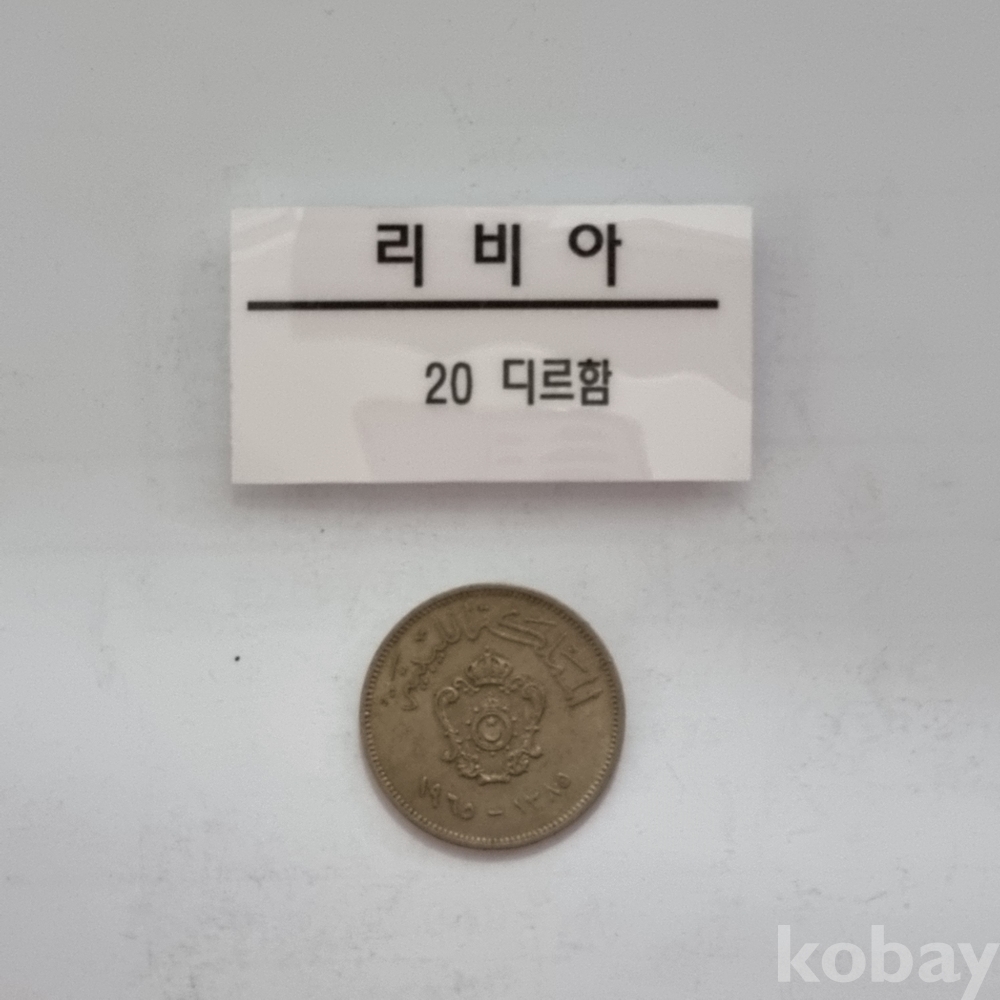 리 비 아
20 디르함
المملكة الليبية
١٩٦٥ - ١٣٨٥
kobay